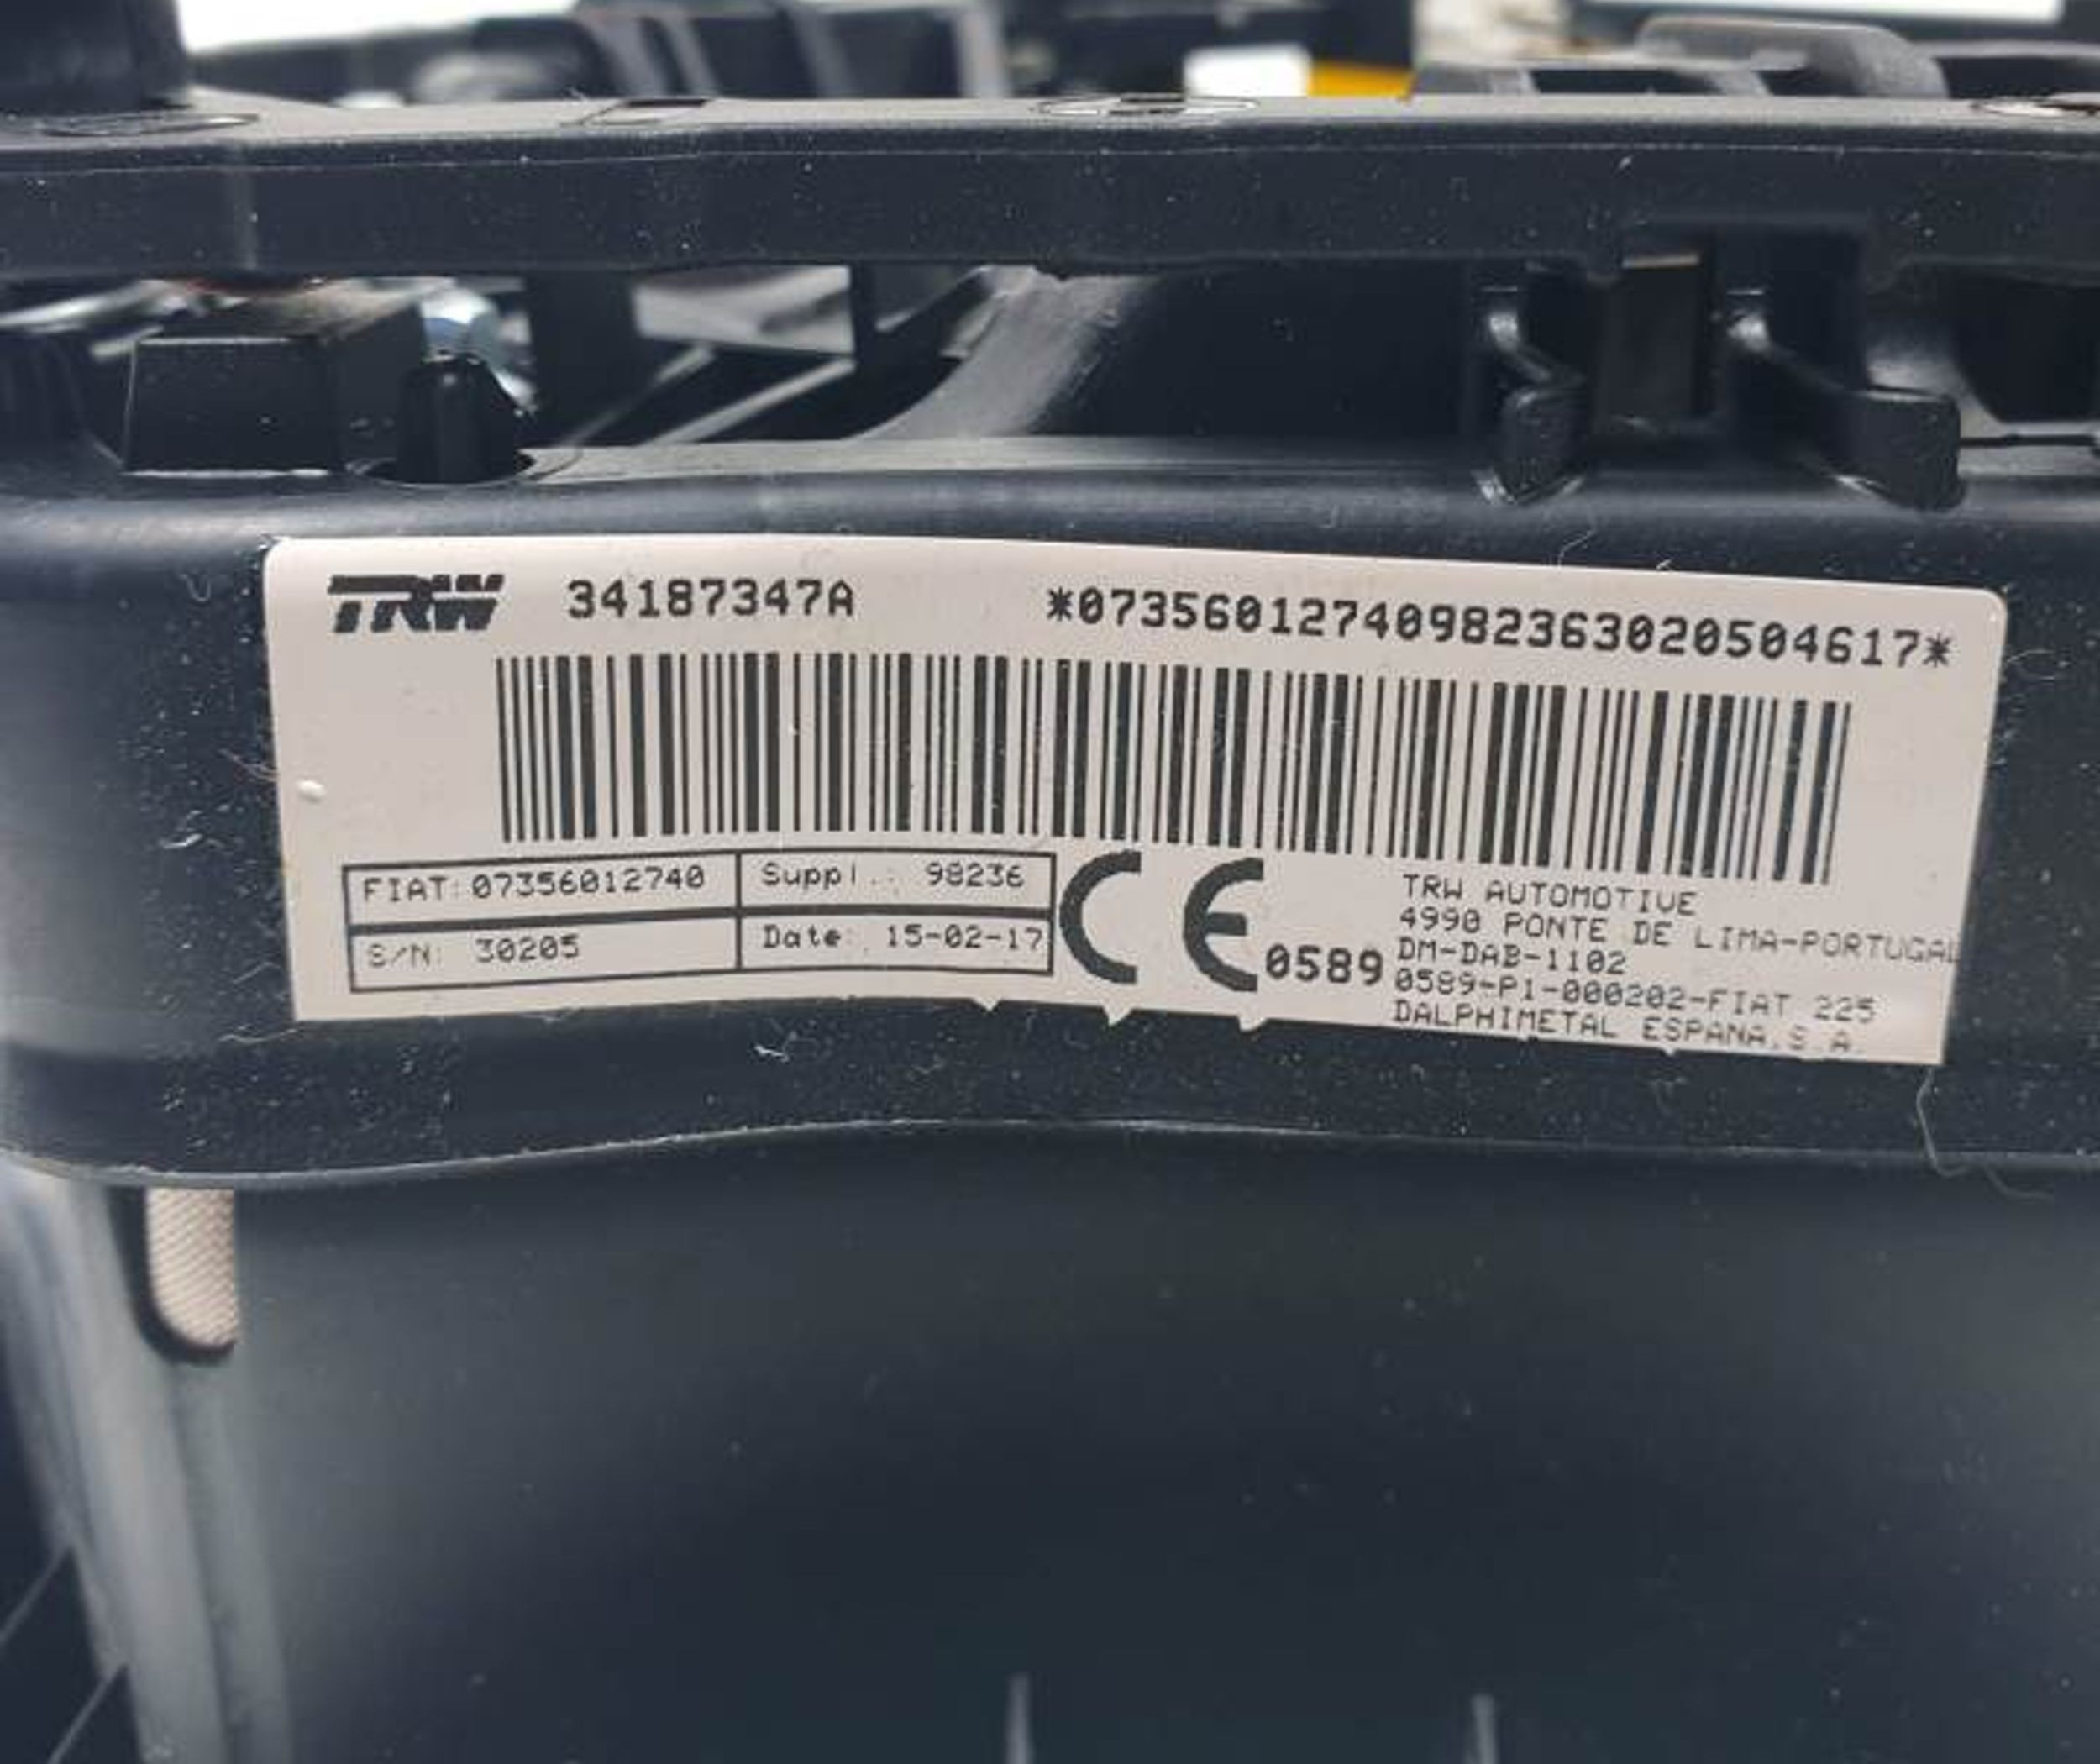 TRW 34187347A *07356012740982363020504617*
FIAT:07356012740 Suppl.: 98236
S/N: 30205 Date: 15-02-17
CE 0589
TRW AUTOMOTIVE
4990 PONTE DE LIMA-PORTUGAL
DM-DAB-1102
0589-P1-000202-FIAT 225
DALPHIMETAL ESPANA,S.A.